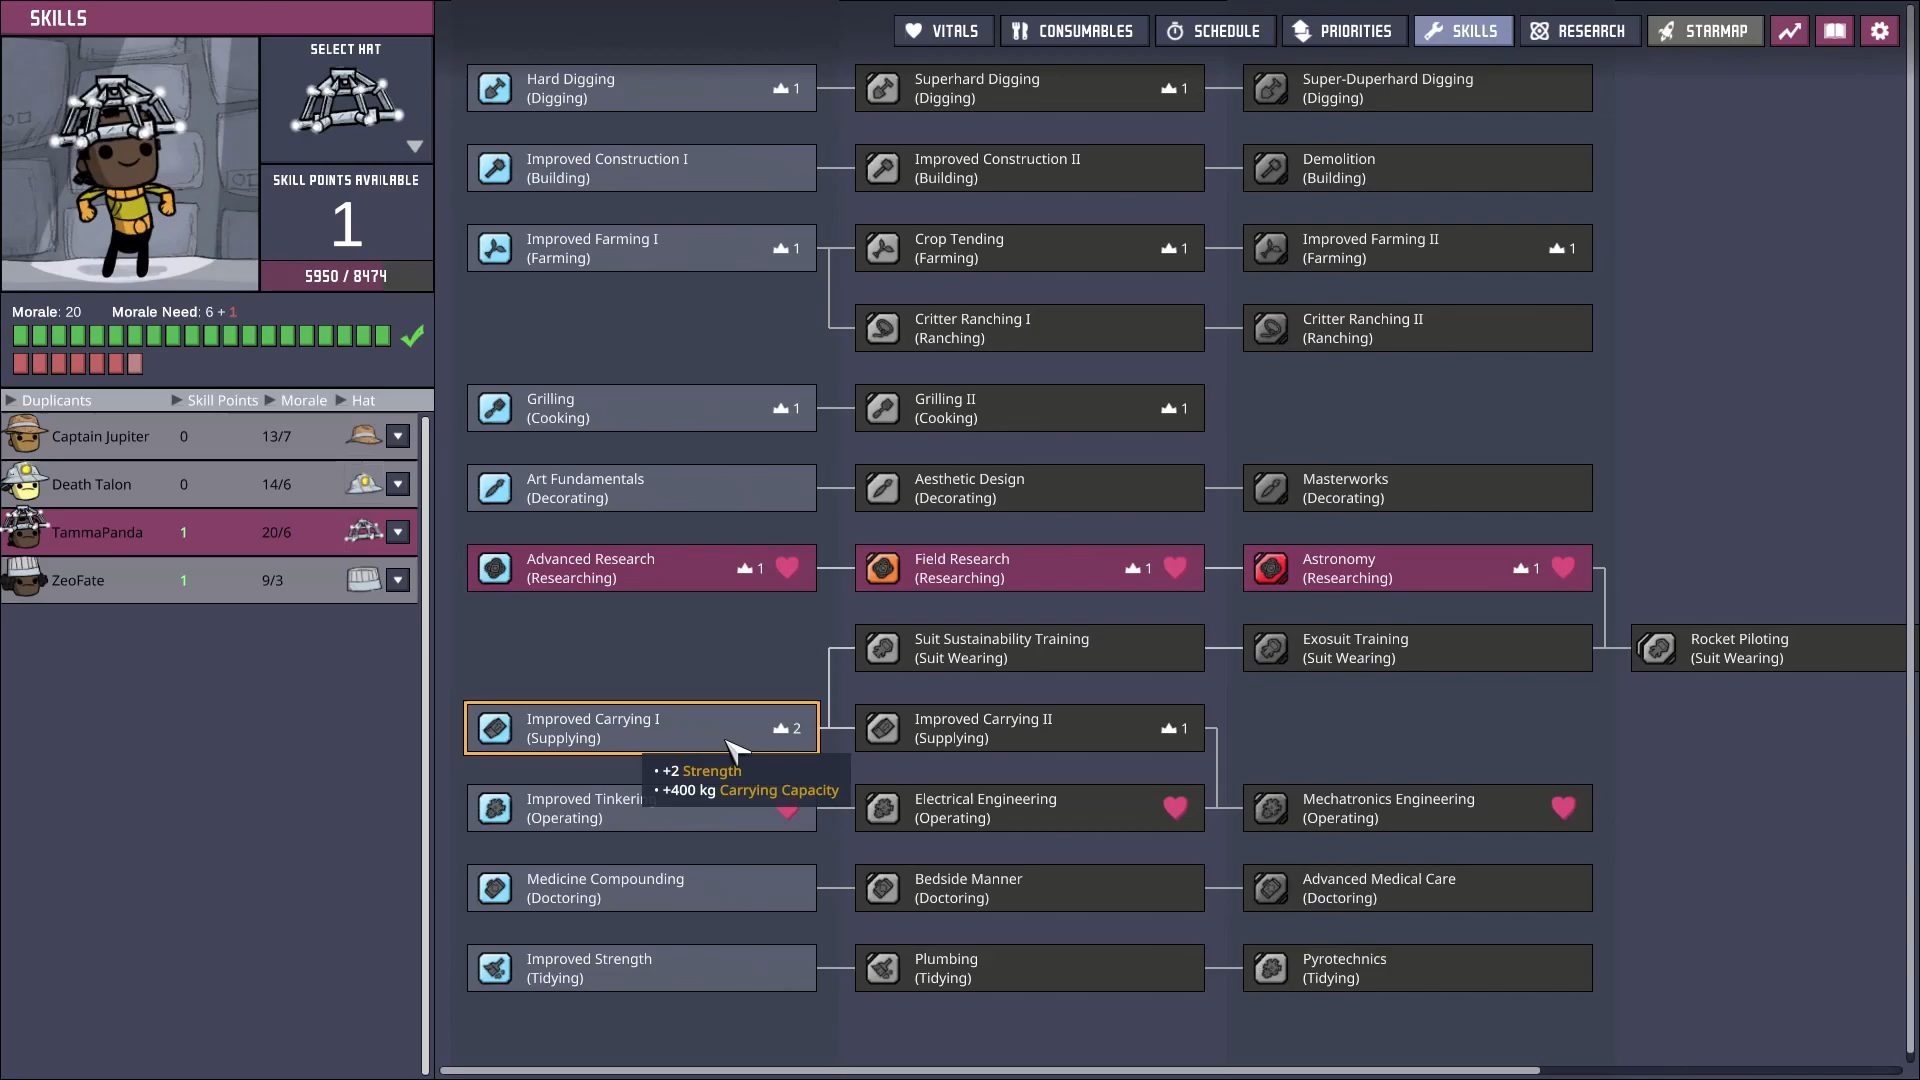 SKILLS
VITALS
CONSUMABLES
SCHEDULE
PRIORITIES
SKILLS
RESEARCH
STARMAP
SELECT HAT
SKILL POINTS AVAILABLE
1
5950 / 8474
Morale: 20 Morale Need: 6 + 1
Duplicants Skill Points Morale Hat
Captain Jupiter 0 13/7
Death Talon 0 14/6
TammaPanda 1 20/6
ZeoFate 1 9/3
Hard Digging
(Digging)
1
Superhard Digging
(Digging)
1
Super-Duperhard Digging
(Digging)
Improved Construction I
(Building)
Improved Construction II
(Building)
Demolition
(Building)
Improved Farming I
(Farming)
1
Crop Tending
(Farming)
1
Improved Farming II
(Farming)
1
Critter Ranching I
(Ranching)
Critter Ranching II
(Ranching)
Grilling
(Cooking)
1
Grilling II
(Cooking)
1
Art Fundamentals
(Decorating)
Aesthetic Design
(Decorating)
Masterworks
(Decorating)
Advanced Research
(Researching)
1
Field Research
(Researching)
1
Astronomy
(Researching)
1
Suit Sustainability Training
(Suit Wearing)
Exosuit Training
(Suit Wearing)
Rocket Piloting
(Suit Wearing)
Improved Carrying I
(Supplying)
2
Improved Carrying II
(Supplying)
1
• +2 Strength
• +400 kg Carrying Capacity
Improved
(Operating)
Electrical Engineering
(Operating)
Mechatronics Engineering
(Operating)
Medicine Compounding
(Doctoring)
Bedside Manner
(Doctoring)
Advanced Medical Care
(Doctoring)
Improved Strength
(Tidying)
Plumbing
(Tidying)
Pyrotechnics
(Tidying)